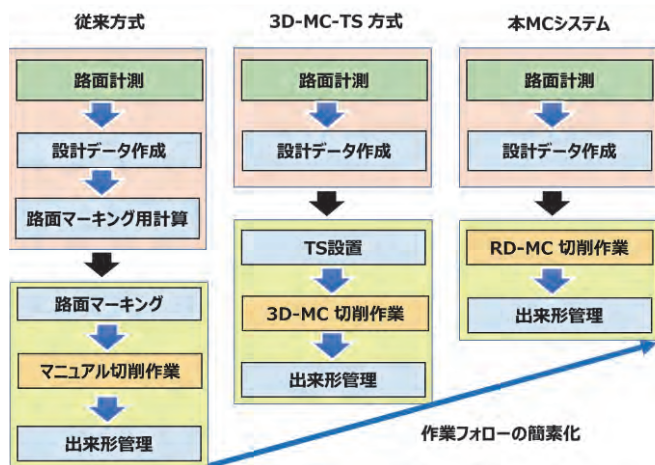 従来方式
路面計測
設計データ作成
路面マーキング用計算
路面マーキング
マニュアル切削作業
出来形管理
3D-MC-TS 方式
路面計測
設計データ作成
TS設置
3D-MC 切削作業
出来形管理
本MCシステム
路面計測
設計データ作成
RD-MC 切削作業
出来形管理
作業フォローの簡素化